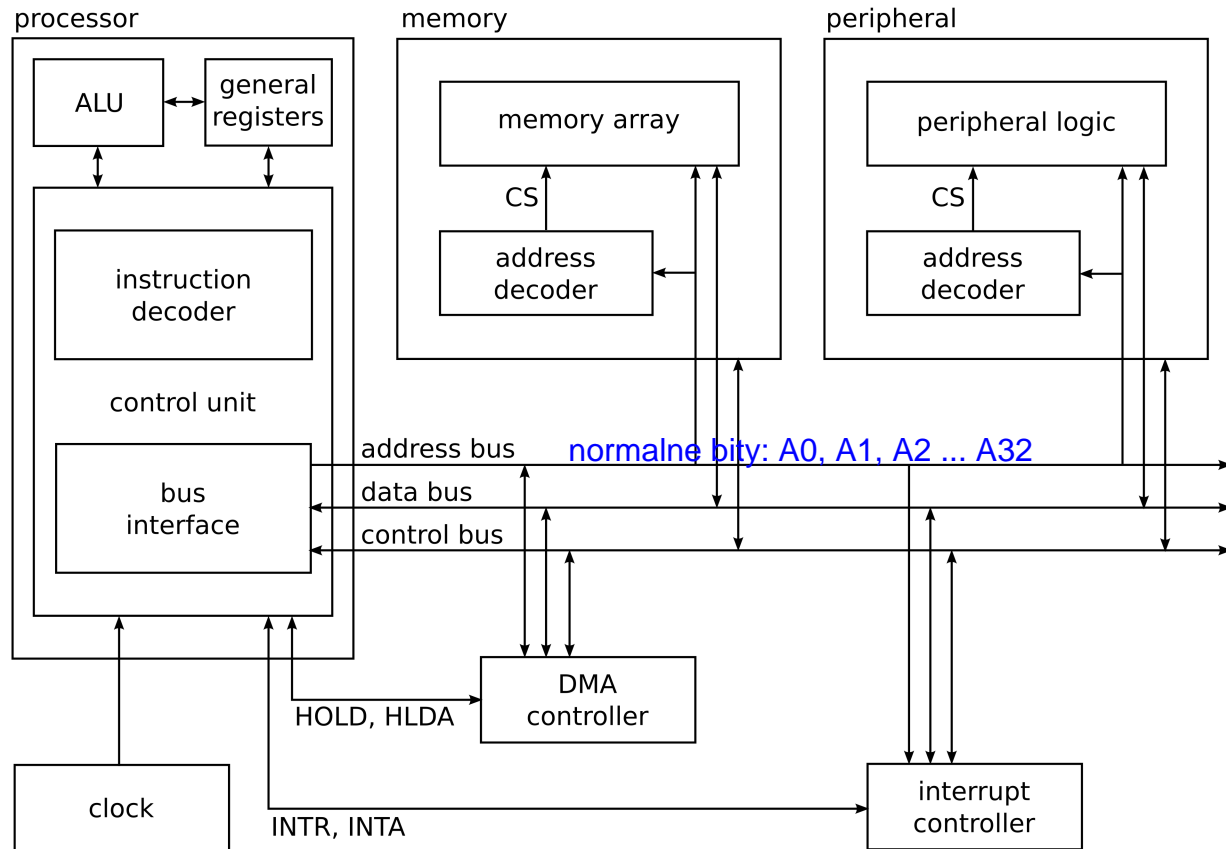 processor
memory
peripheral
ALU
general
registers
memory array
peripheral logic
CS
CS
instruction
decoder
address
decoder
address
decoder
control unit
address bus
normalne bity: A0, A1, A2 ... A32
bus
interface
data bus
control bus
DMA
controller
HOLD, HLDA
clock
INTR, INTA
interrupt
controller